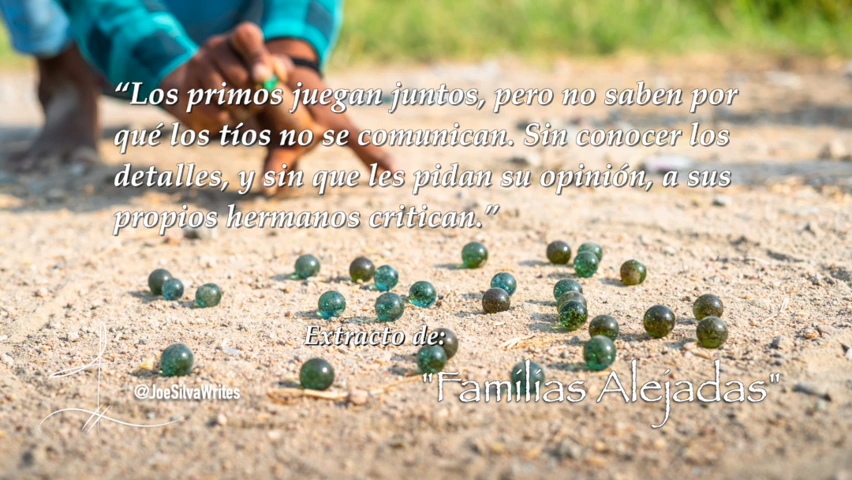 “Los primos juegan juntos, pero no saben por
qué los tíos no se comunican. Sin conocer los
detalles, y sin que les pidan su opinión, a sus
propios hermanos critican.”
Extracto de:
"Famílias Alejadas"
@JoeSilvaWrites